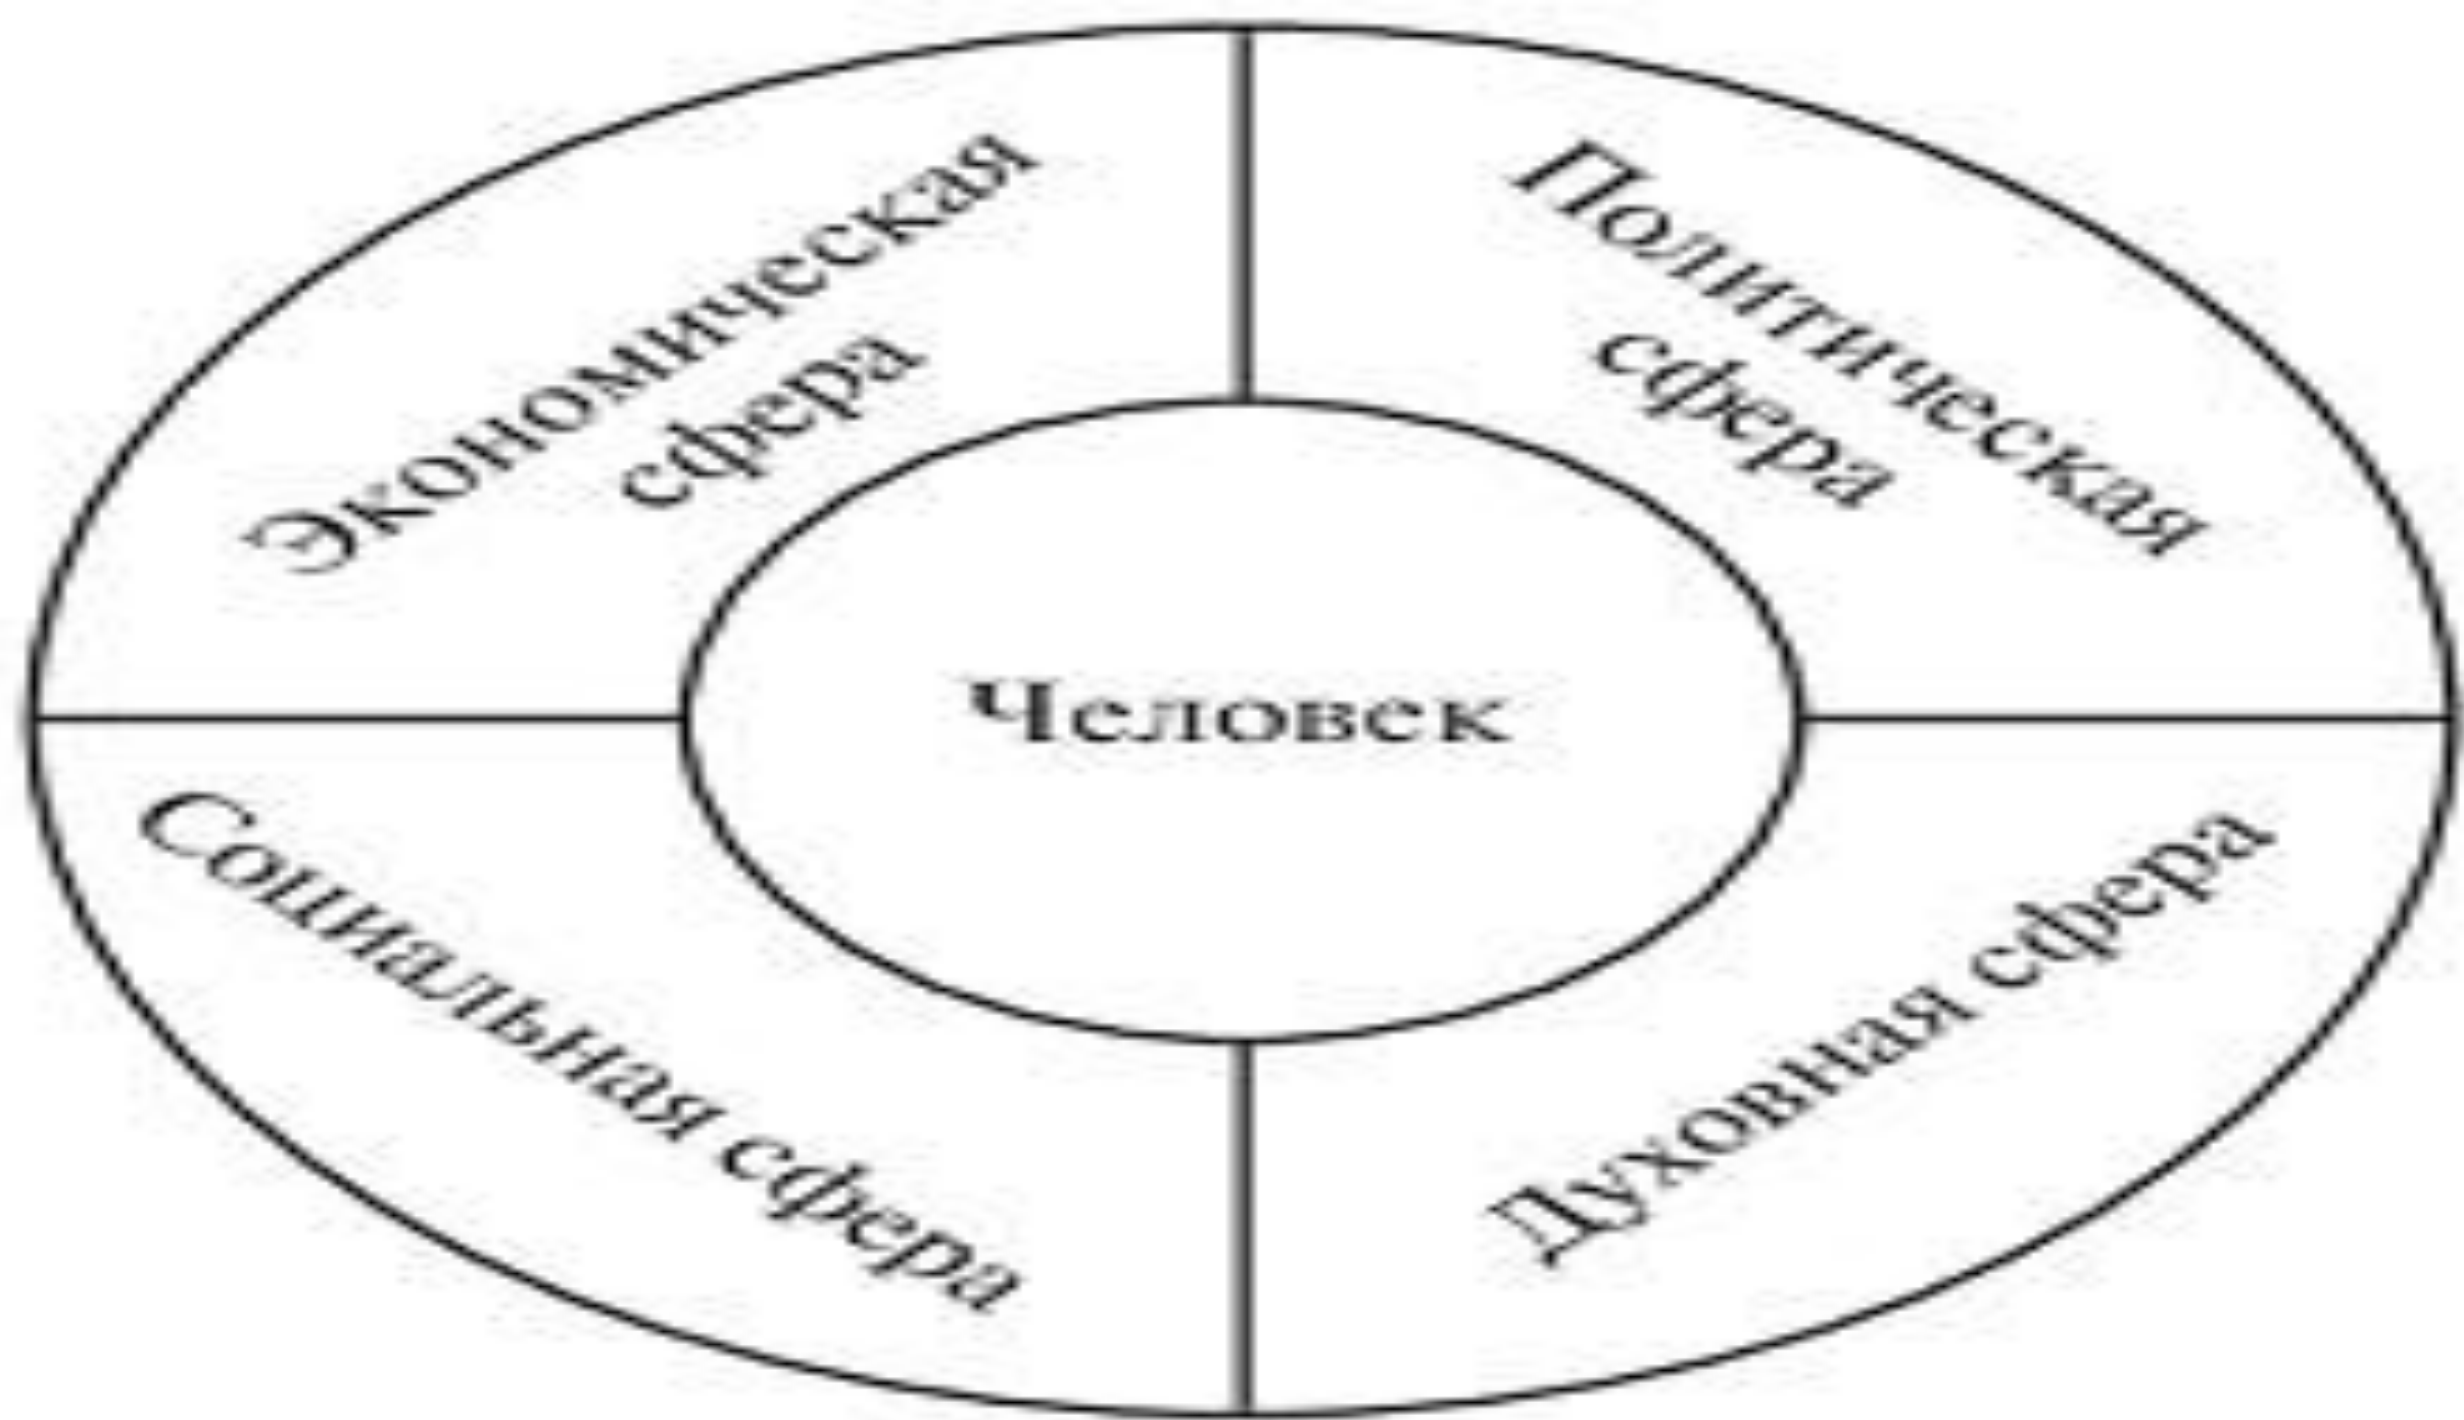 Экономическая
сфера
Политическая
сфера
Человек
Социальная сфера
Духовная сфера